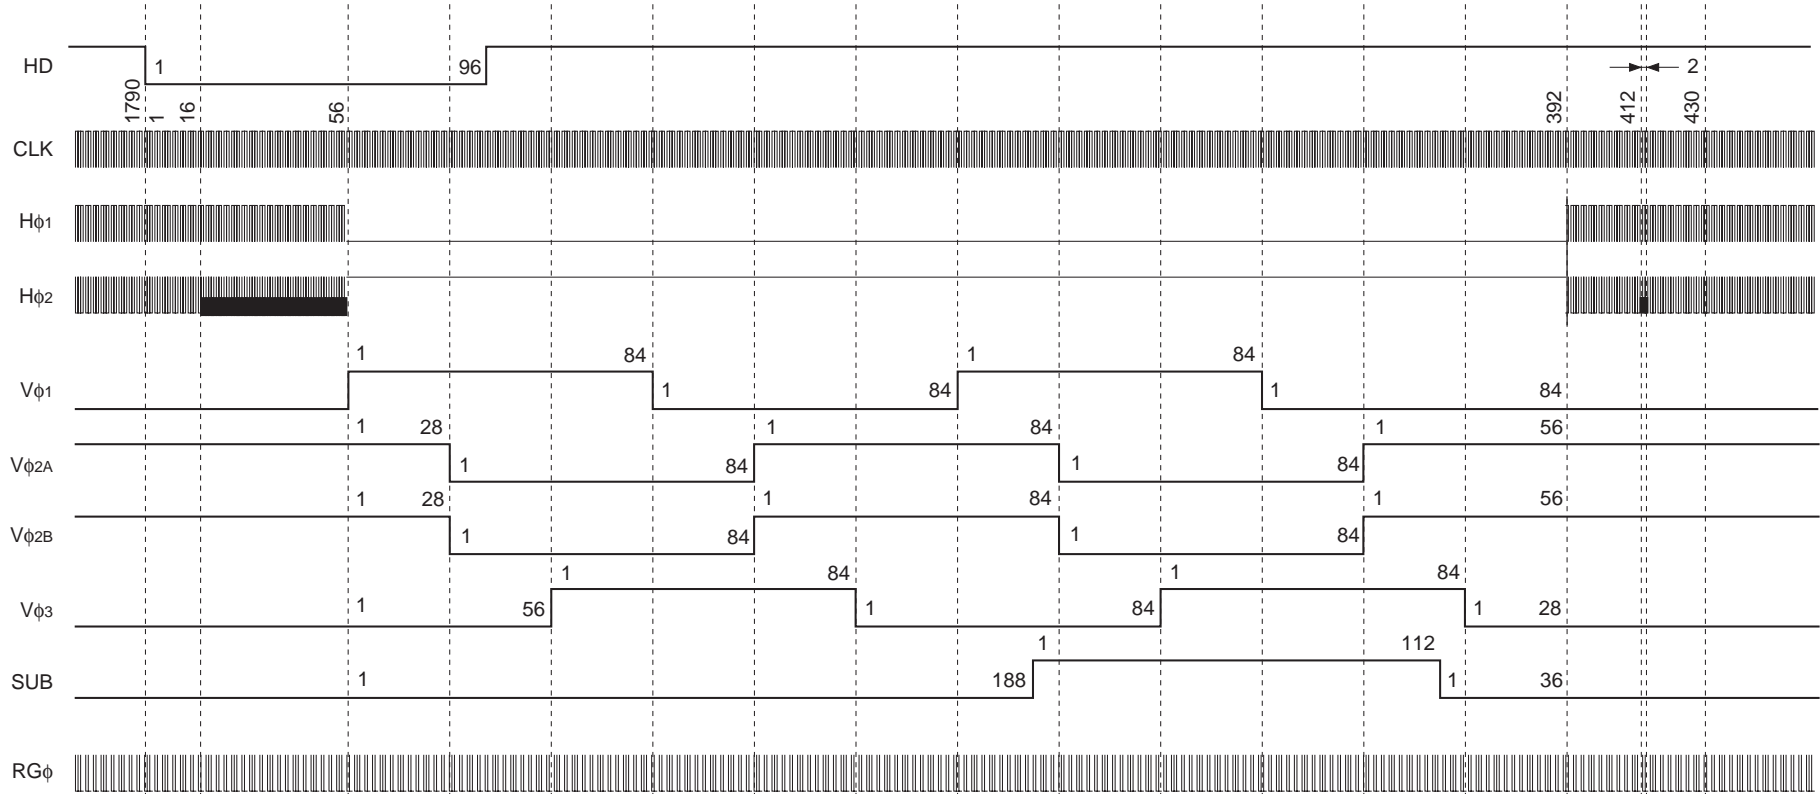 HD 1 96 2
1790 1 16 56 392 412 430
CLK
Hϕ1
Hϕ2
1 84 1 84
Vϕ1 1 84 1 84
1 28 1 84 1 56
Vϕ2A 1 84 1 84
1 28 1 84 1 56
Vϕ2B 1 84 1 84
1 84 1 84
Vϕ3 1 56 1 84 1 28
1 112
SUB 1 188 1 36
RGϕ